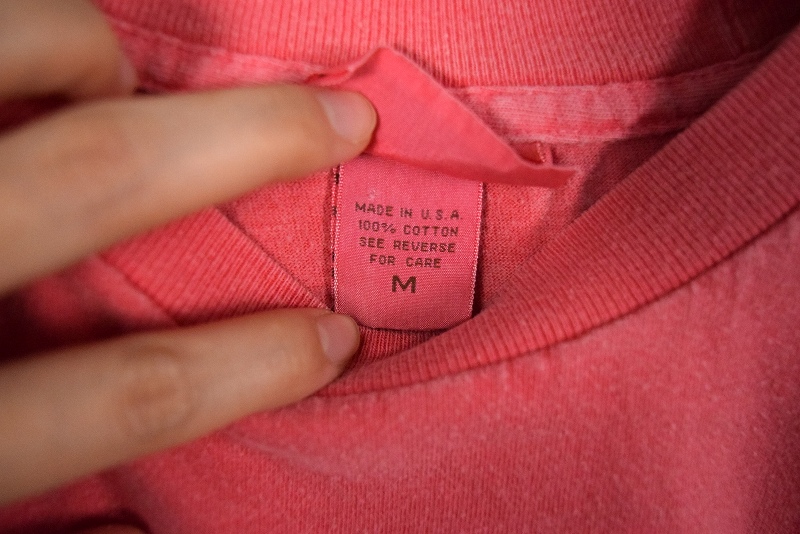 MADE IN U.S.A.
100% COTTON
SEE REVERSE
FOR CARE
M